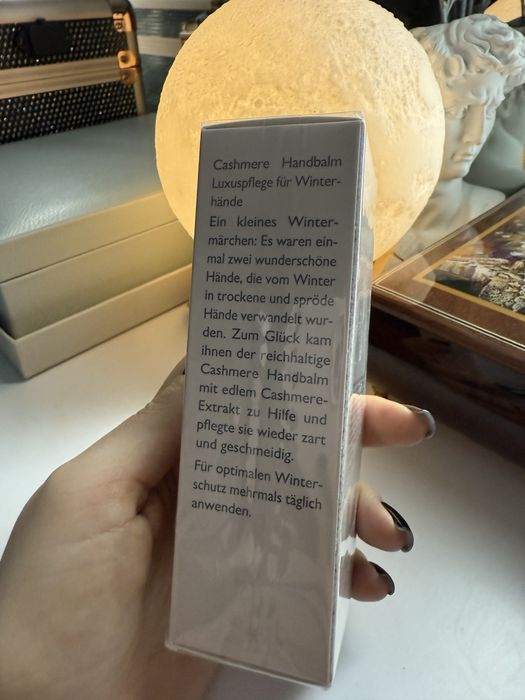 Cashmere Handbalm
Luxuspflege für Winter-
hände
Ein kleines Winter-
märchen: Es waren ein-
mal zwei wunderschöne
Hände, die vom Winter
in trockene und spröde
Hände verwandelt wur-
den. Zum Glück kam
ihnen der reichhaltige
Cashmere Handbalm
mit edlem Cashmere-
Extrakt zu Hilfe und
pflegte sie wieder zart
und geschmeidig.
Für optimalen Winter-
schutz mehrmals täglich
anwenden.